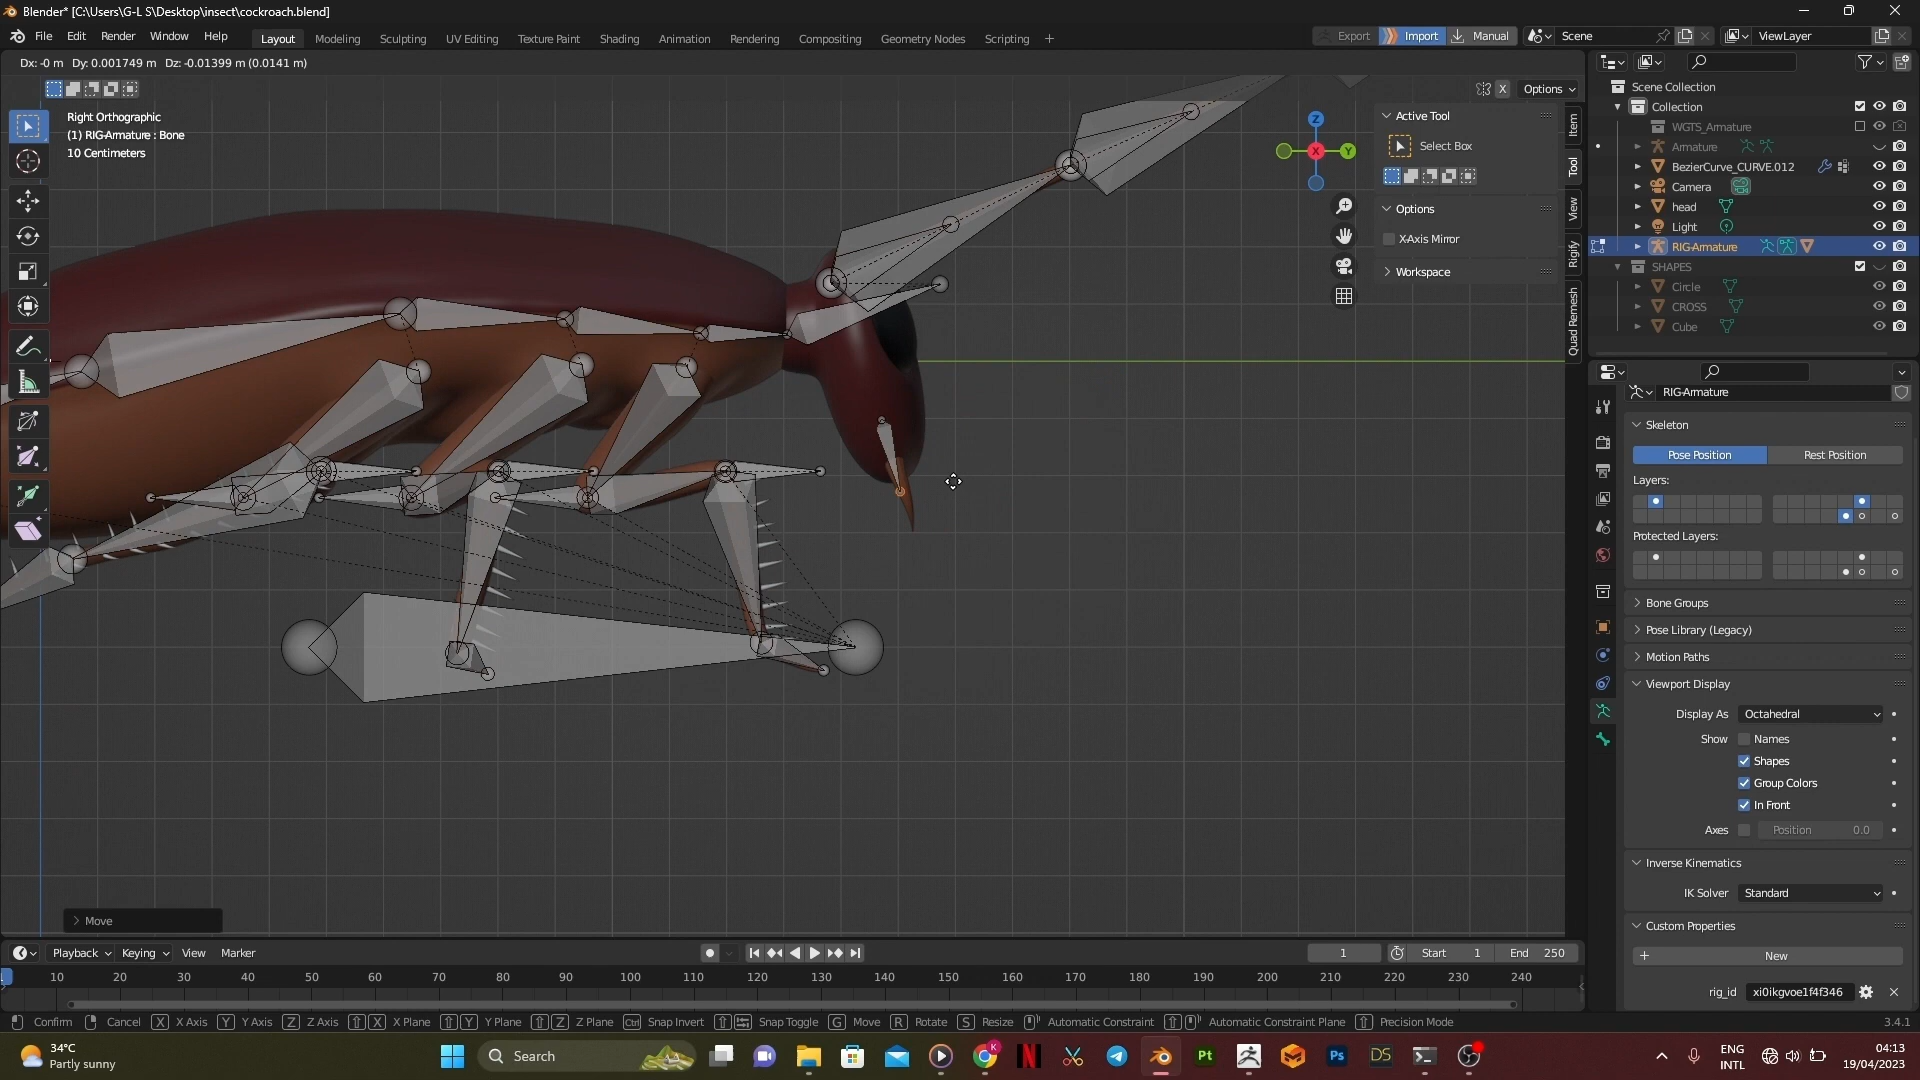 Blender* [C:\Users\G-L S\Desktop\insect\cockroach.blend]
File Edit Render Window Help Layout Modeling Sculpting UV Editing Texture Paint Shading Animation Rendering Compositing Geometry Nodes Scripting + Export Import Manual Scene ViewLayer
Dx: -0 m Dy: 0.001749 m Dz: -0.01399 m (0.0141 m)
X Options
Right Orthographic
(1) RIG-Armature : Bone
10 Centimeters
Z
X
Y
Active Tool
Select Box
Options
X-Axis Mirror
Workspace
Item
Tool
View
Rigify
Quad Remesh
Scene Collection
Collection
WGTS_Armature
Armature
BezierCurve_CURVE.012
Camera
head
Light
RIG-Armature
SHAPES
Circle
CROSS
Cube
RIG-Armature
Skeleton
Pose Position Rest Position
Layers:
Protected Layers:
Bone Groups
Pose Library (Legacy)
Motion Paths
Viewport Display
Display As Octahedral
Show Names
Shapes
Group Colors
In Front
Axes Position 0.0
Inverse Kinematics
IK Solver Standard
Custom Properties
+ New
rig_id xi0ikgvoe1f4f346
Move
Playback Keying View Marker 1 Start 1 End 250
10 20 30 40 50 60 70 80 90 100 110 120 130 140 150 160 170 180 190 200 210 220 230 240
Confirm Cancel X X Axis Y Y Axis Z Z Axis X X Plane Y Y Plane Z Z Plane Ctrl Snap Invert Snap Toggle G Move R Rotate S Resize Automatic Constraint Automatic Constraint Plane Precision Mode 3.4.1
34°C
Partly sunny
Search
K
N
Pt
Ps
DS
ENG
INTL
04:13
19/04/2023